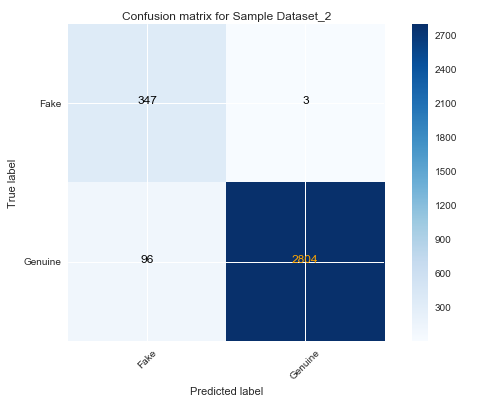 Confusion matrix for Sample Dataset_2
True label
Fake
347
3
Genuine
96
2804
Fake
Genuine
Predicted label
2700
2400
2100
1800
1500
1200
900
600
300